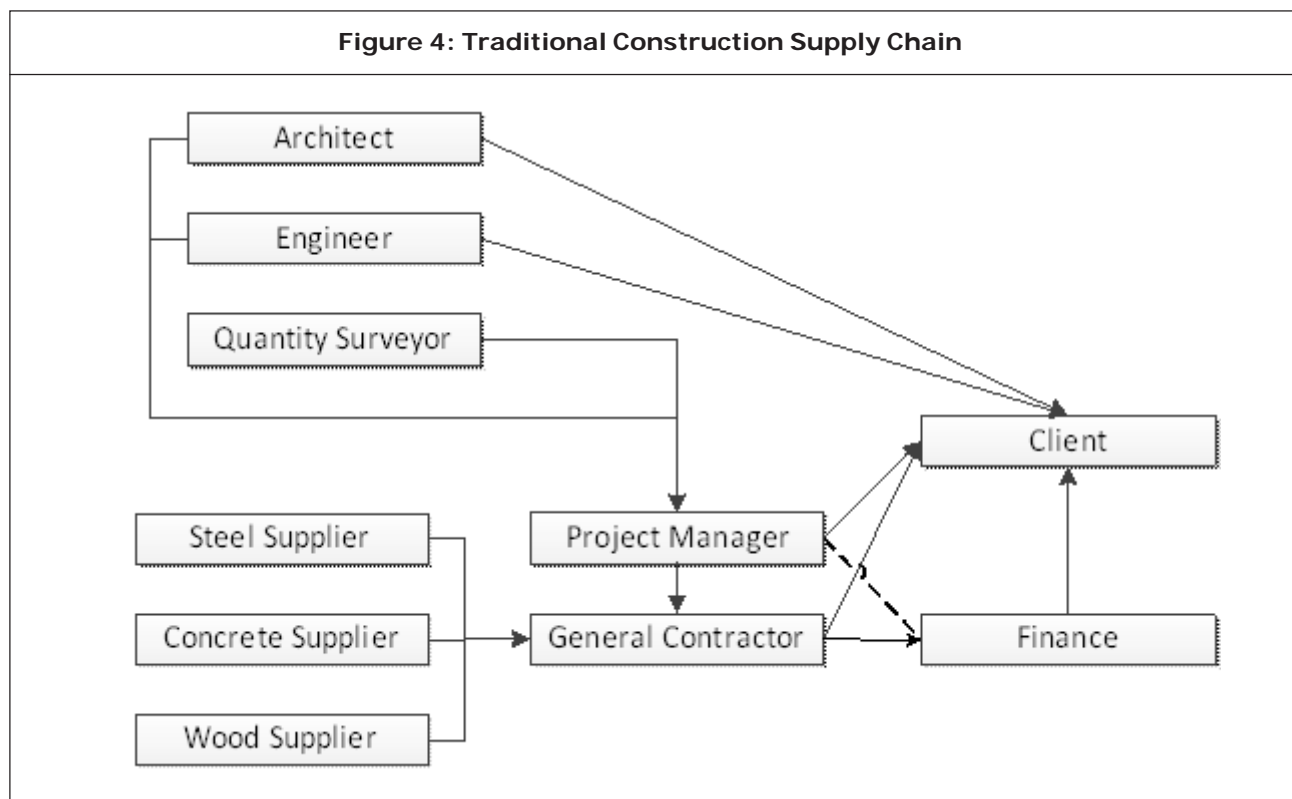 Figure 4: Traditional Construction Supply Chain
Architect
Engineer
Quantity Surveyor
Client
Steel Supplier
Project Manager
Concrete Supplier
General Contractor
Finance
Wood Supplier